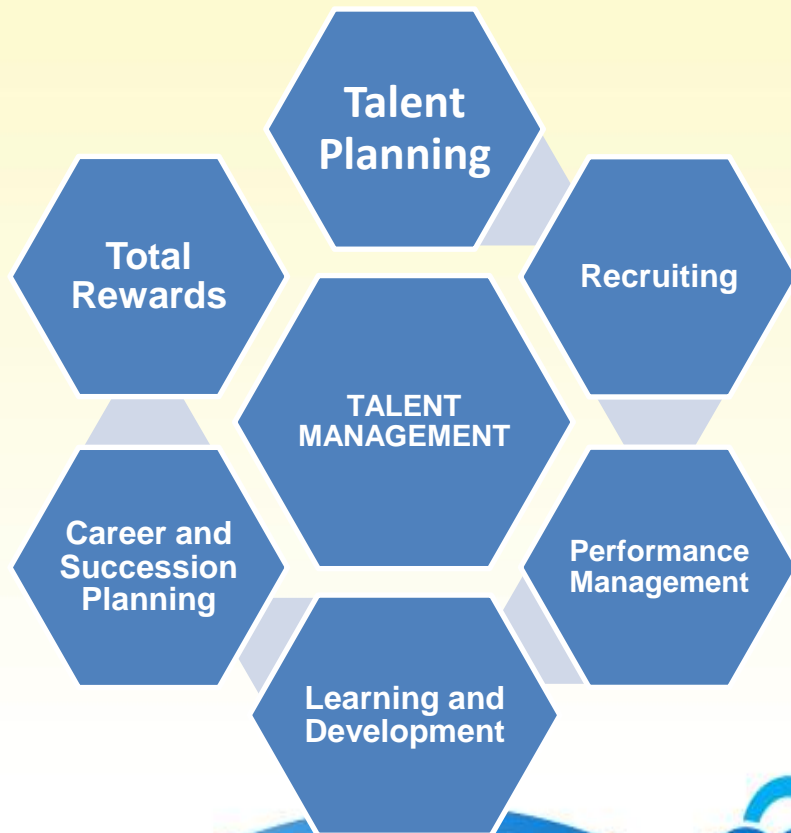 Talent
Planning
Total
Rewards
Recruiting
TALENT
MANAGEMENT
Career and
Succession
Planning
Performance
Management
Learning and
Development